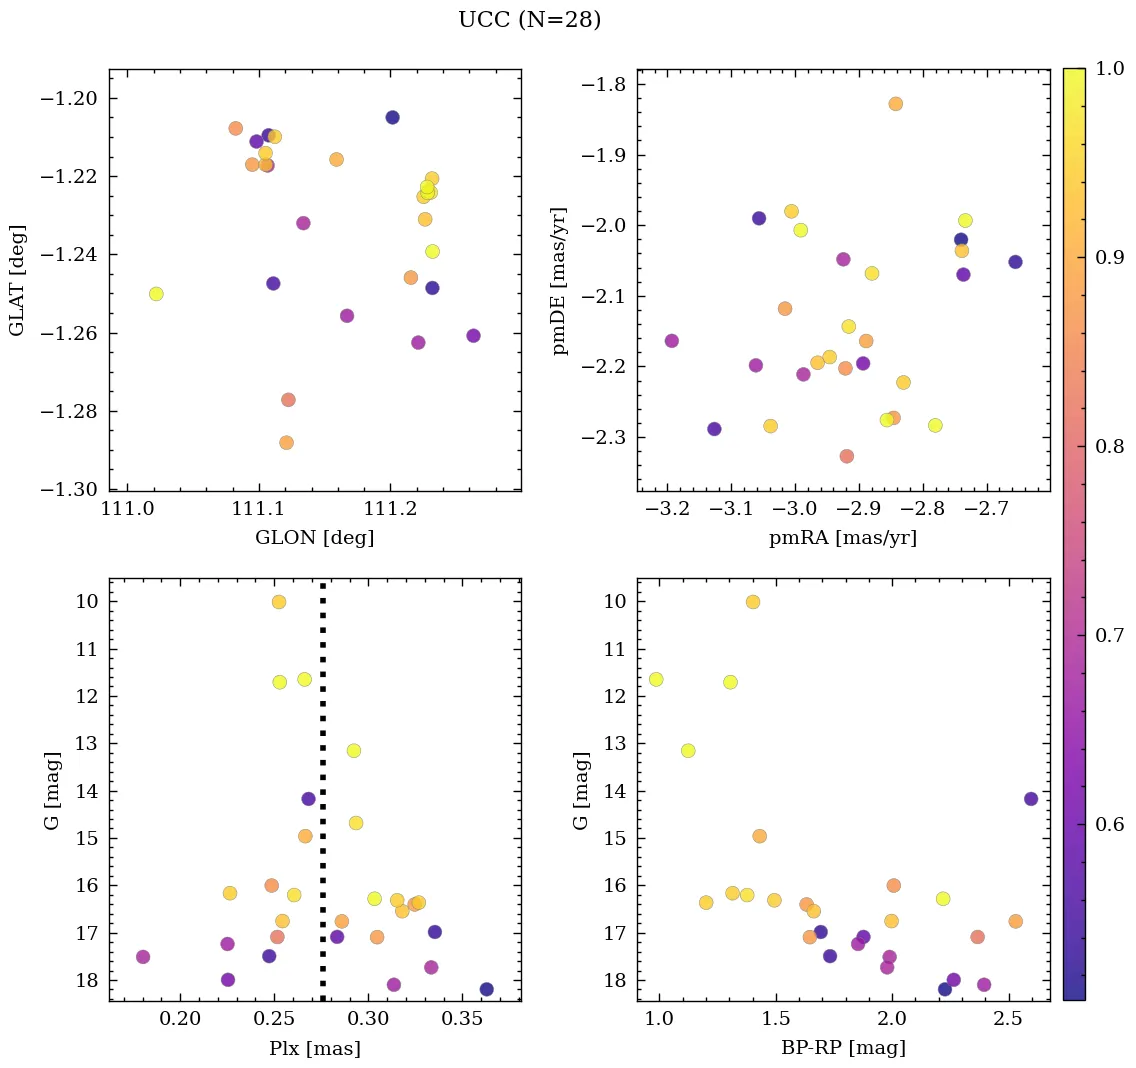 UCC (N=28)
−1.20
−1.22
−1.24
−1.26
−1.28
−1.30
GLAT [deg]
111.0 111.1 111.2
GLON [deg]
−1.8
−1.9
−2.0
−2.1
−2.2
−2.3
pmDE [mas/yr]
−3.2 −3.1 −3.0 −2.9 −2.8 −2.7
pmRA [mas/yr]
10
11
12
13
14
15
16
17
18
G [mag]
0.20 0.25 0.30 0.35
Plx [mas]
10
11
12
13
14
15
16
17
18
G [mag]
1.0 1.5 2.0 2.5
BP-RP [mag]
1.0
0.9
0.8
0.7
0.6